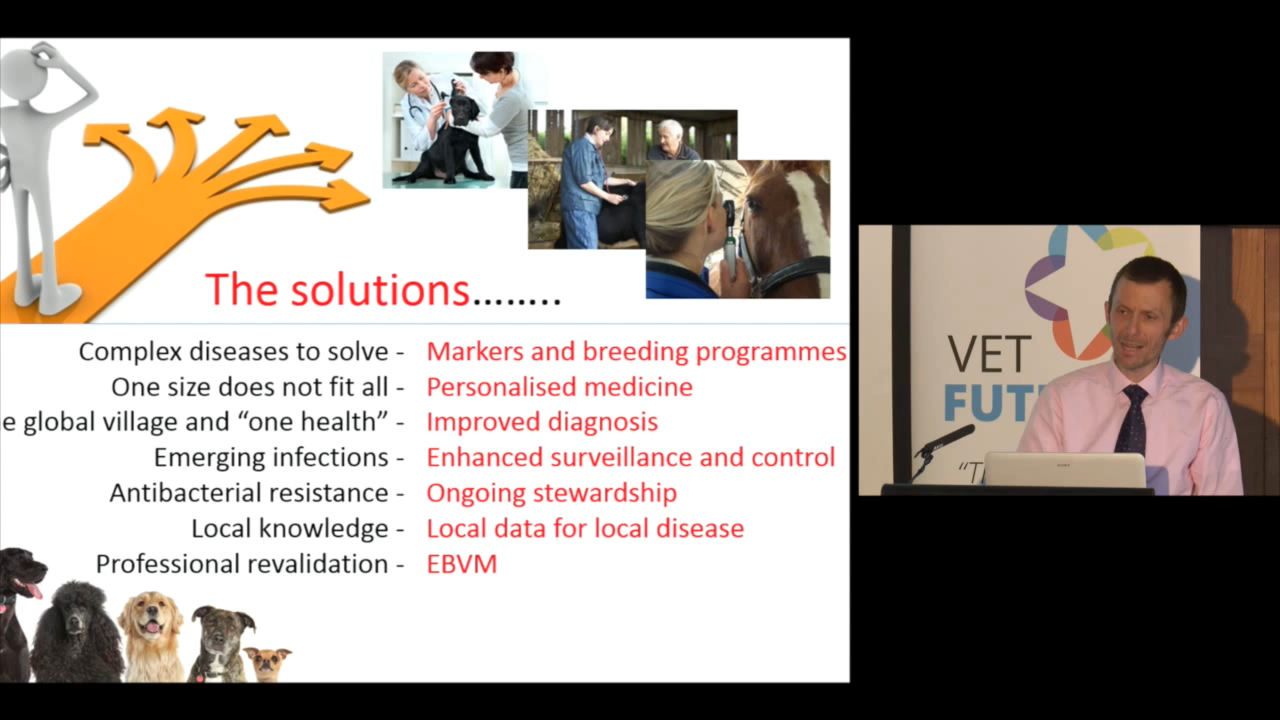 The solutions........
Complex diseases to solve - Markers and breeding programmes
One size does not fit all - Personalised medicine
e global village and “one health” - Improved diagnosis
Emerging infections - Enhanced surveillance and control
Antibacterial resistance - Ongoing stewardship
Local knowledge - Local data for local disease
Professional revalidation - EBVM
VET
FUT
“T